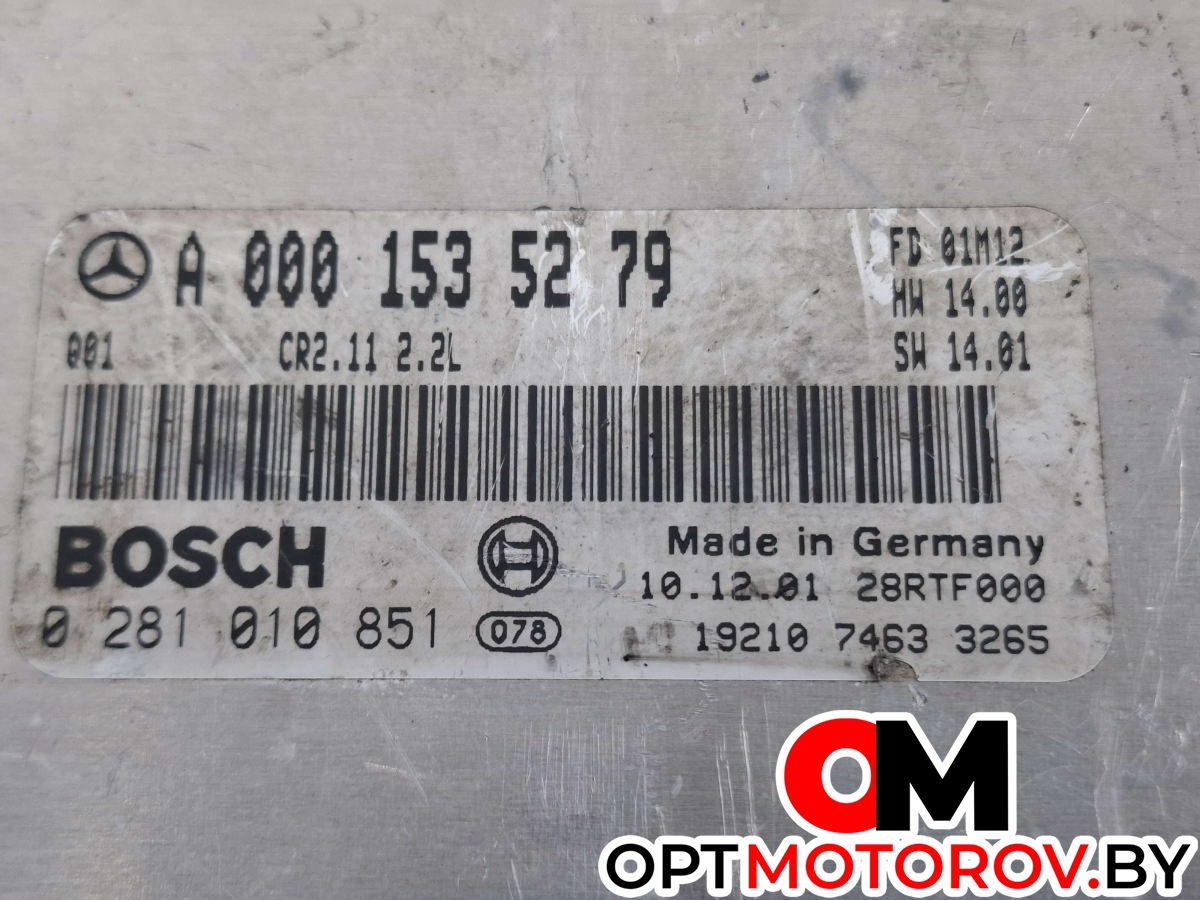 A 000 153 52 79
FD 01M12
HW 14.00
Q01 CR2.11 2.2L
SW 14.01
BOSCH
Made in Germany
10.12.01 28RTF000
0 281 010 851 078
19210 7463 3265
OM
OPTMOTOROV.BY